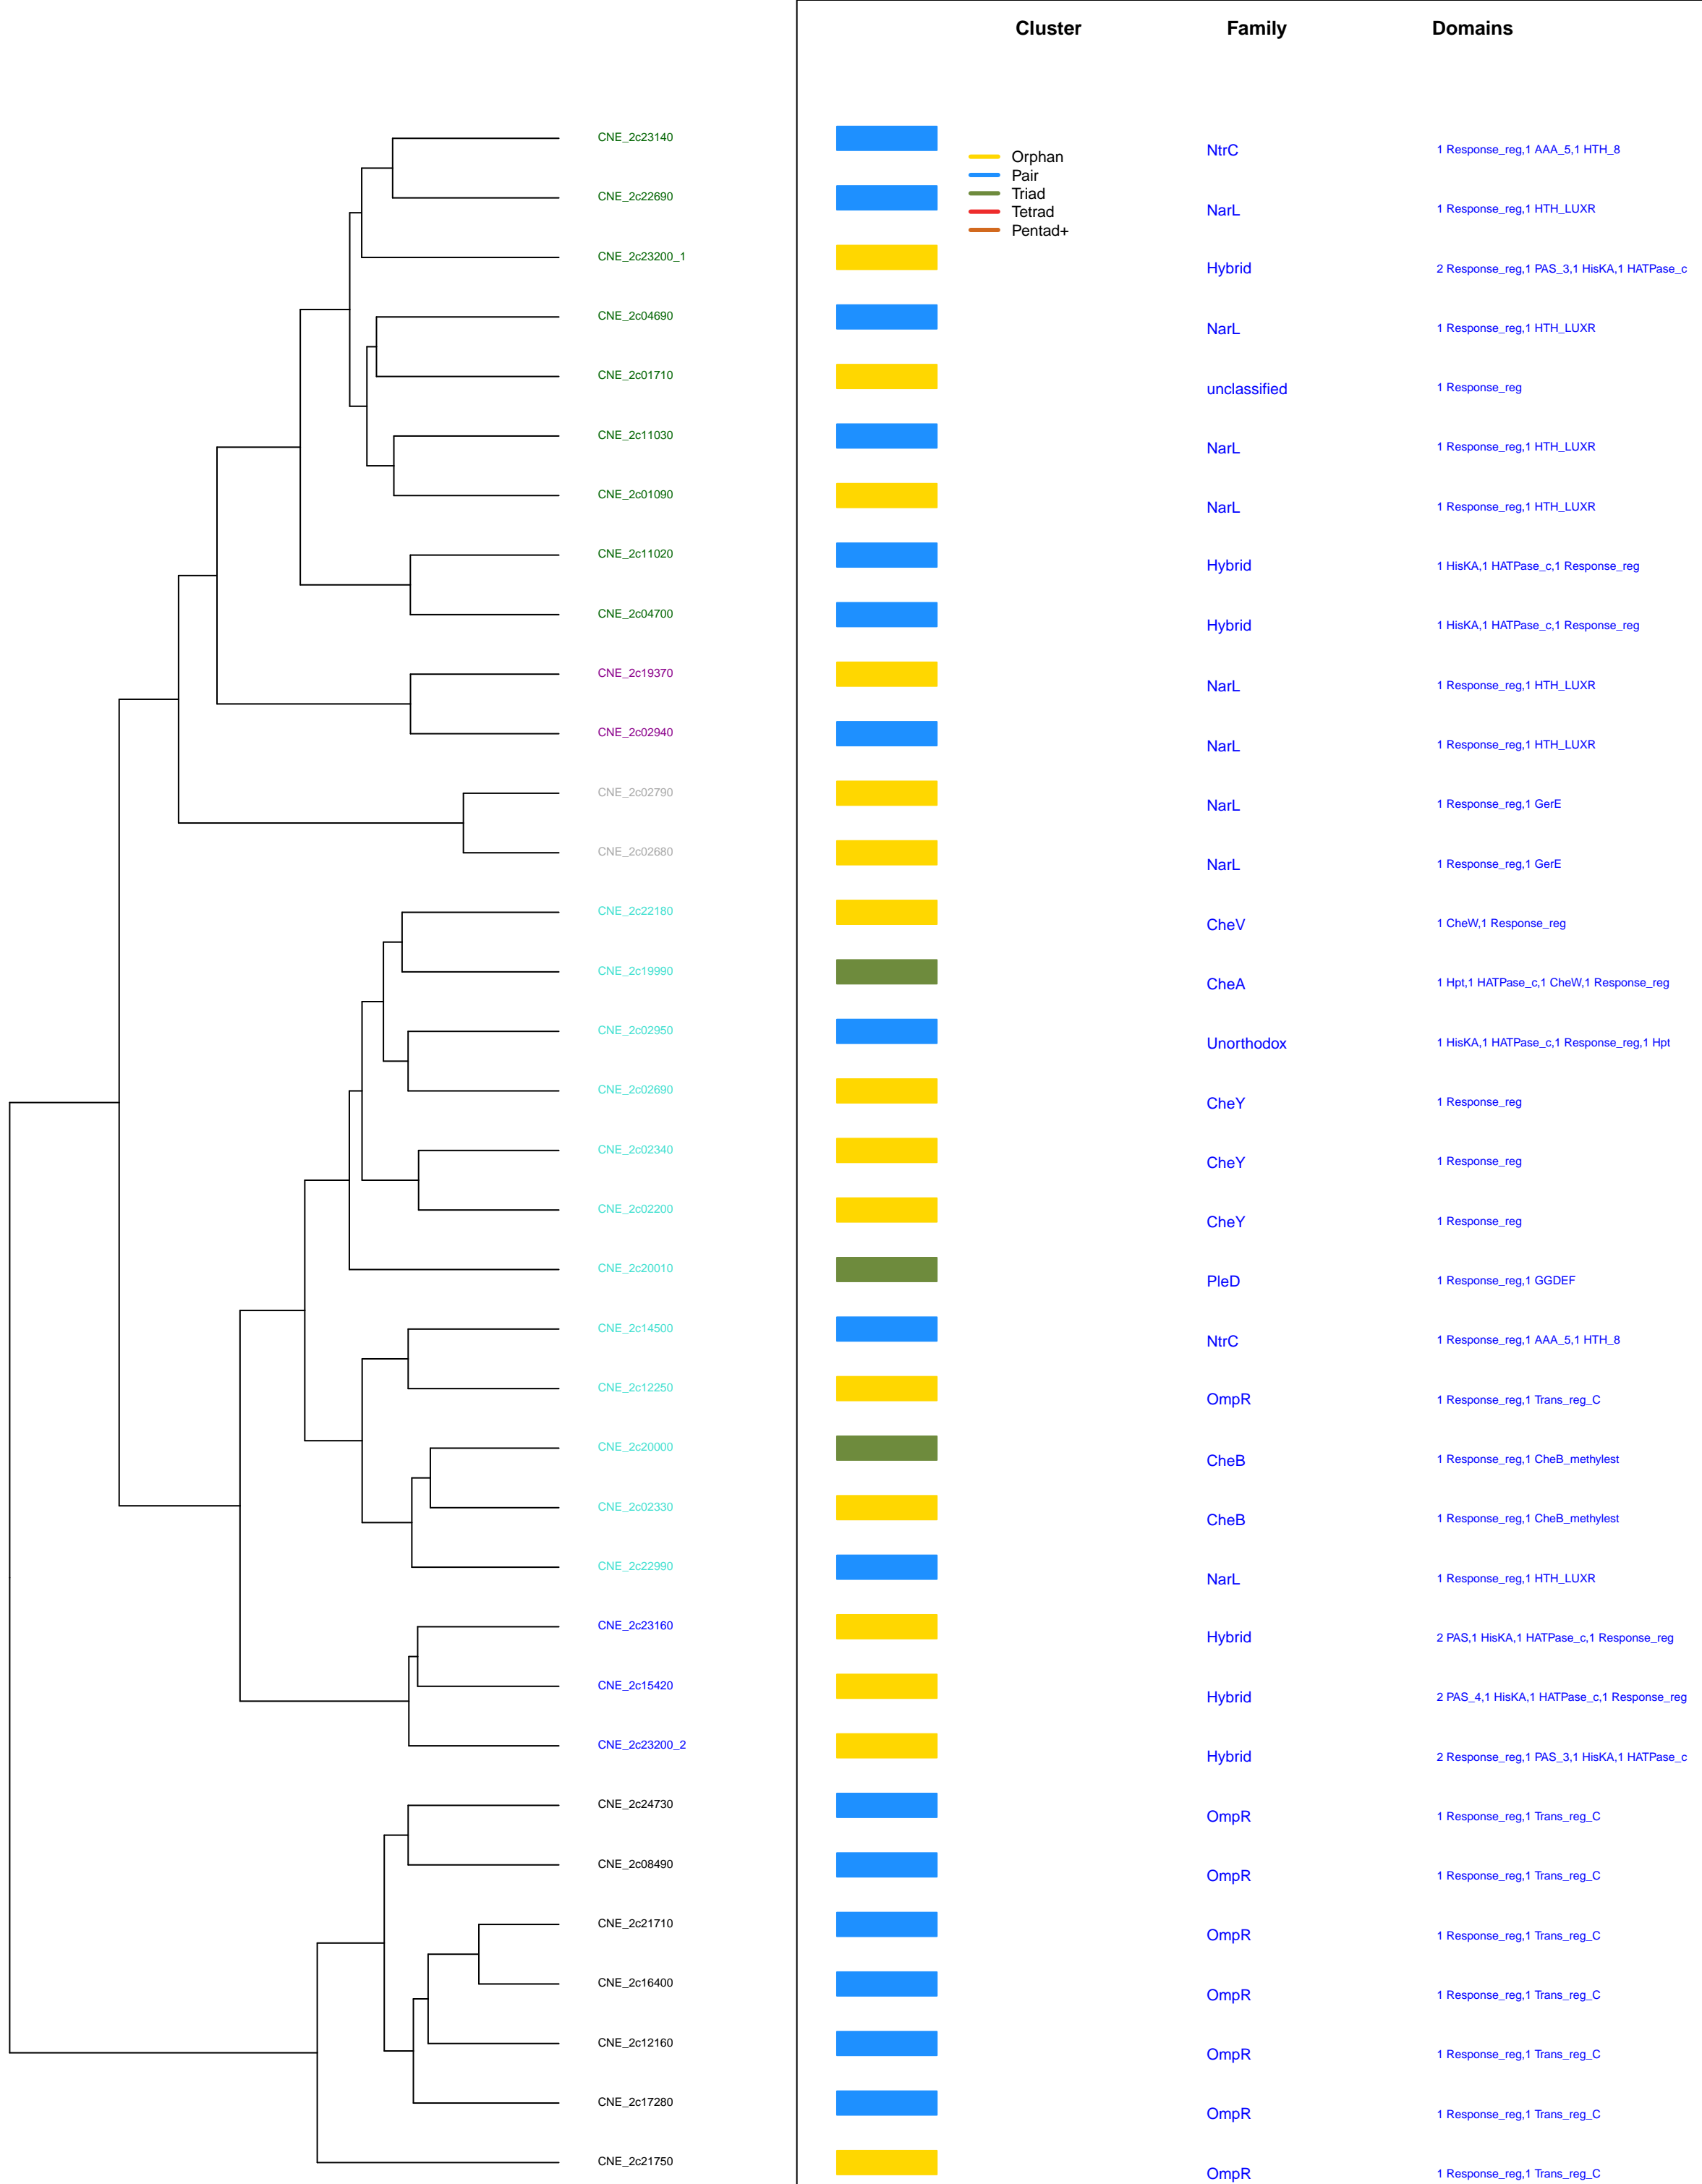 Cluster Family Domains
CNE_2c23140 NtrC 1 Response_reg,1 AAA_5,1 HTH_8
Orphan
Pair
Triad
Tetrad
Pentad+
CNE_2c22690 NarL 1 Response_reg,1 HTH_LUXR
CNE_2c23200_1 Hybrid 2 Response_reg,1 PAS_3,1 HisKA,1 HATPase_c
CNE_2c04690 NarL 1 Response_reg,1 HTH_LUXR
CNE_2c01710 unclassified 1 Response_reg
CNE_2c11030 NarL 1 Response_reg,1 HTH_LUXR
CNE_2c01090 NarL 1 Response_reg,1 HTH_LUXR
CNE_2c11020 Hybrid 1 HisKA,1 HATPase_c,1 Response_reg
CNE_2c04700 Hybrid 1 HisKA,1 HATPase_c,1 Response_reg
CNE_2c19370 NarL 1 Response_reg,1 HTH_LUXR
CNE_2c02940 NarL 1 Response_reg,1 HTH_LUXR
CNE_2c02790 NarL 1 Response_reg,1 GerE
CNE_2c02680 NarL 1 Response_reg,1 GerE
CNE_2c22180 CheV 1 CheW,1 Response_reg
CNE_2c19990 CheA 1 Hpt,1 HATPase_c,1 CheW,1 Response_reg
CNE_2c02950 Unorthodox 1 HisKA,1 HATPase_c,1 Response_reg,1 Hpt
CNE_2c02690 CheY 1 Response_reg
CNE_2c02340 CheY 1 Response_reg
CNE_2c02200 CheY 1 Response_reg
CNE_2c20010 PleD 1 Response_reg,1 GGDEF
CNE_2c14500 NtrC 1 Response_reg,1 AAA_5,1 HTH_8
CNE_2c12250 OmpR 1 Response_reg,1 Trans_reg_C
CNE_2c20000 CheB 1 Response_reg,1 CheB_methylest
CNE_2c02330 CheB 1 Response_reg,1 CheB_methylest
CNE_2c22990 NarL 1 Response_reg,1 HTH_LUXR
CNE_2c23160 Hybrid 2 PAS,1 HisKA,1 HATPase_c,1 Response_reg
CNE_2c15420 Hybrid 2 PAS_4,1 HisKA,1 HATPase_c,1 Response_reg
CNE_2c23200_2 Hybrid 2 Response_reg,1 PAS_3,1 HisKA,1 HATPase_c
CNE_2c24730 OmpR 1 Response_reg,1 Trans_reg_C
CNE_2c08490 OmpR 1 Response_reg,1 Trans_reg_C
CNE_2c21710 OmpR 1 Response_reg,1 Trans_reg_C
CNE_2c16400 OmpR 1 Response_reg,1 Trans_reg_C
CNE_2c12160 OmpR 1 Response_reg,1 Trans_reg_C
CNE_2c17280 OmpR 1 Response_reg,1 Trans_reg_C
CNE_2c21750 OmpR 1 Response_reg,1 Trans_reg_C